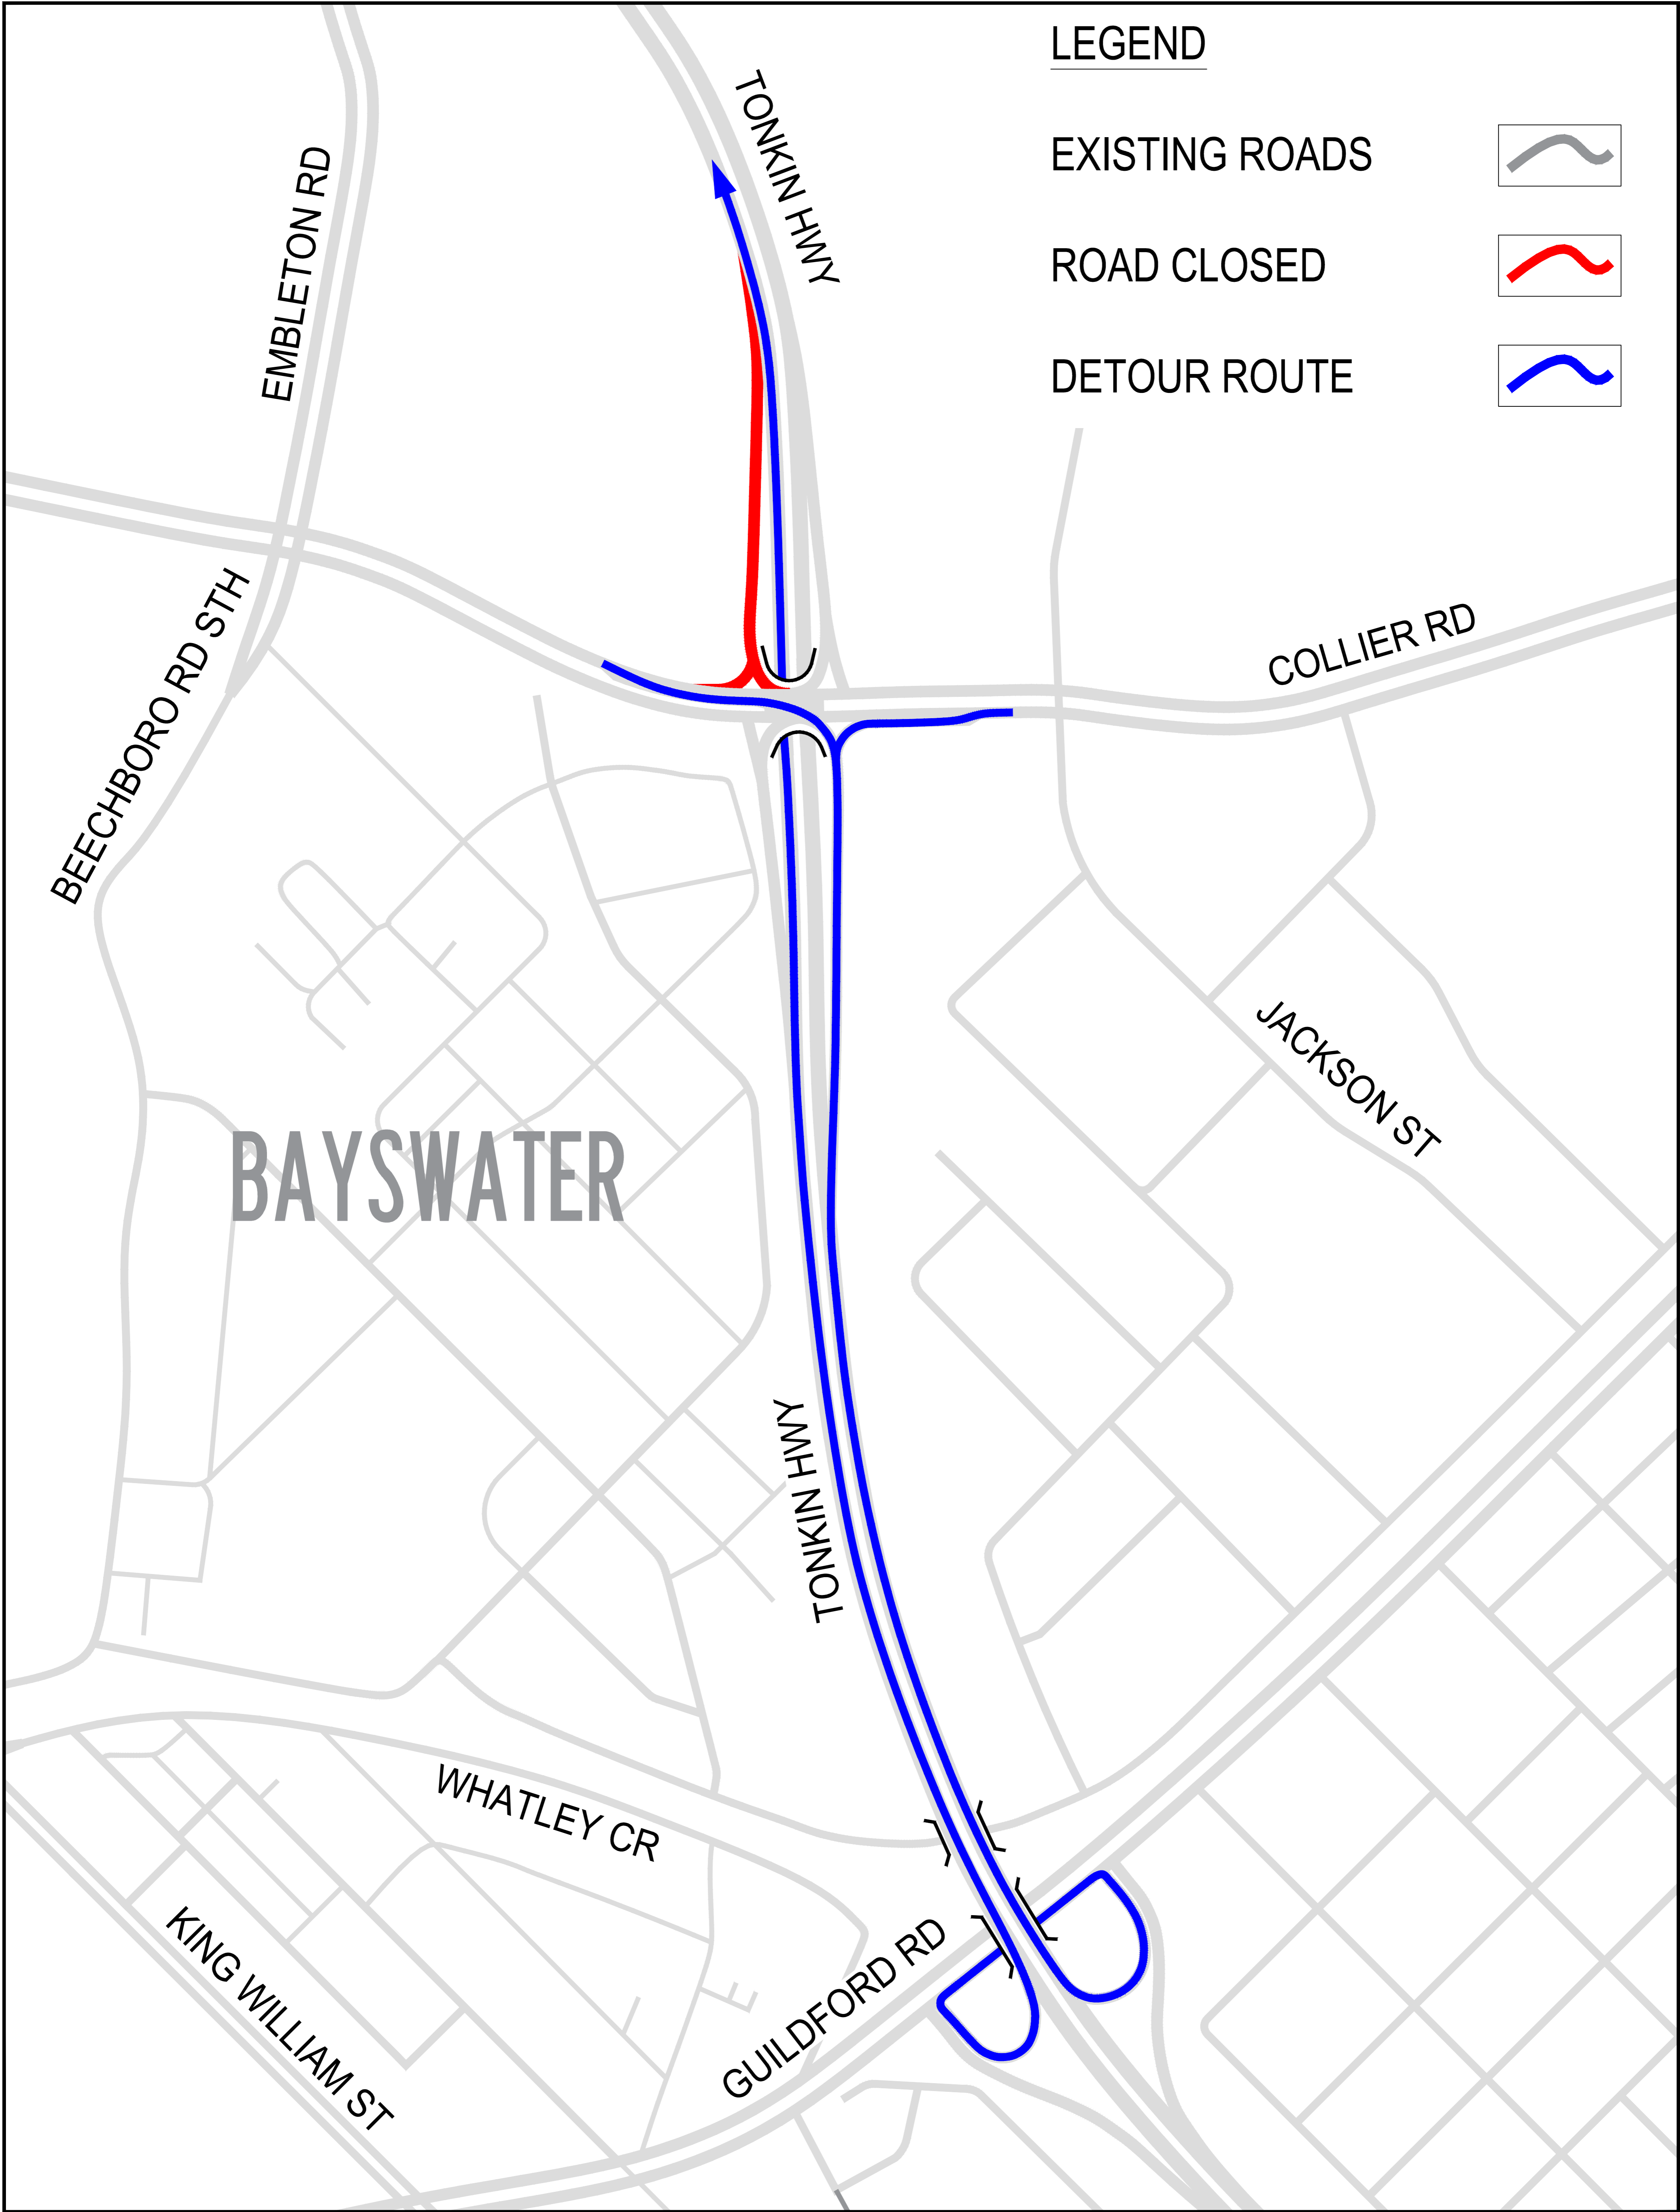 LEGEND
EXISTING ROADS
ROAD CLOSED
DETOUR ROUTE
TONKIN HWY
EMBLETON RD
BEECHBORO RD STH
COLLIER RD
JACKSON ST
BAYSWATER
TONKIN HWY
WHATLEY CR
KING WILLIAM ST
GUILDFORD RD